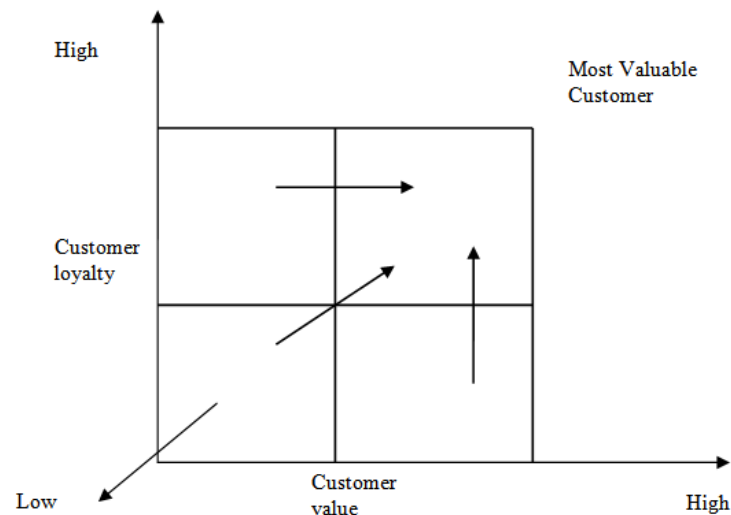 High
Most Valuable
Customer
Customer
loyalty
Low
Customer
value
High